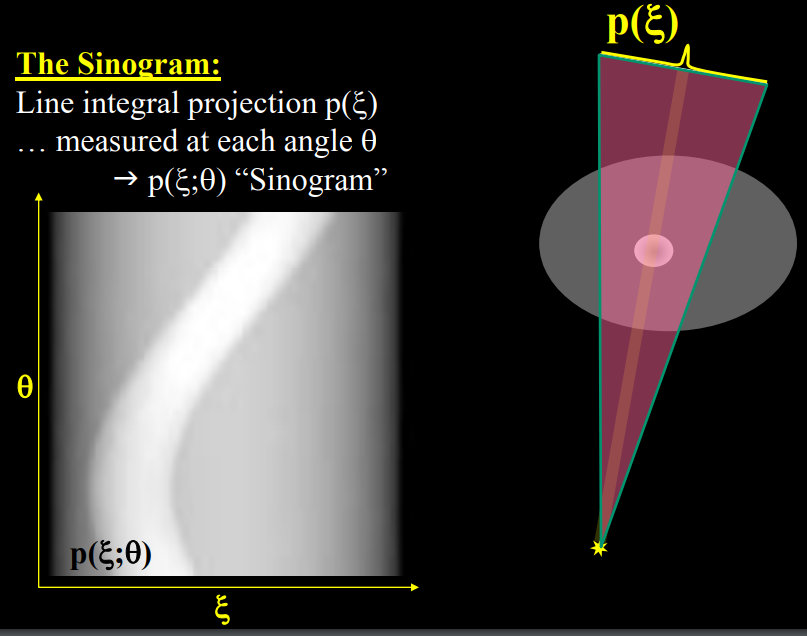 p(ξ)
The Sinogram:
Line integral projection p(ξ)
… measured at each angle θ
→ p(ξ;θ) “Sinogram”
θ
p(ξ;θ)
ξ